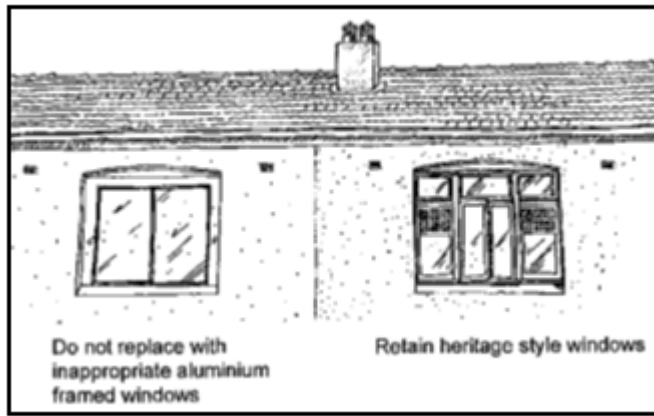 Do not replace with
inappropriate aluminium
framed windows
Retain heritage style windows